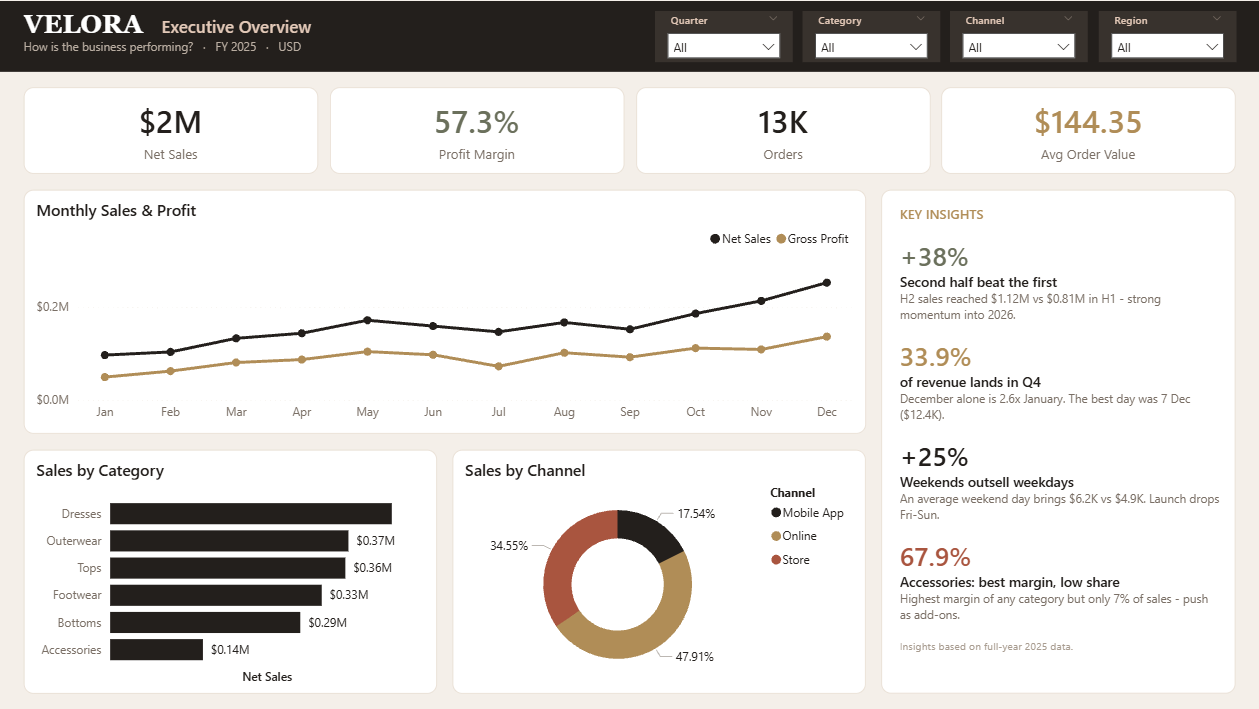 VELORA Executive Overview
How is the business performing? · FY 2025 · USD
Quarter
All
Category
All
Channel
All
Region
All
$2M
Net Sales
57.3%
Profit Margin
13K
Orders
$144.35
Avg Order Value
Monthly Sales & Profit
Net Sales Gross Profit
$0.2M
$0.0M
Jan Feb Mar Apr May Jun Jul Aug Sep Oct Nov Dec
Sales by Category
Dresses
Outerwear $0.37M
Tops $0.36M
Footwear $0.33M
Bottoms $0.29M
Accessories $0.14M
Net Sales
Sales by Channel
Channel
Mobile App
Online
Store
17.54%
34.55%
47.91%
KEY INSIGHTS
+38%
Second half beat the first
H2 sales reached $1.12M vs $0.81M in H1 - strong
momentum into 2026.
33.9%
of revenue lands in Q4
December alone is 2.6x January. The best day was 7 Dec
($12.4K).
+25%
Weekends outsell weekdays
An average weekend day brings $6.2K vs $4.9K. Launch drops
Fri-Sun.
67.9%
Accessories: best margin, low share
Highest margin of any category but only 7% of sales - push
as add-ons.
Insights based on full-year 2025 data.